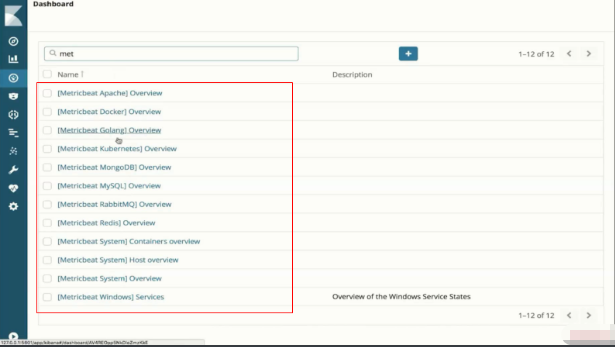 Dashboard
met
1–12 of 12
Name
Description
[Metricbeat Apache] Overview
[Metricbeat Docker] Overview
[Metricbeat Golang] Overview
[Metricbeat Kubernetes] Overview
[Metricbeat MongoDB] Overview
[Metricbeat MySQL] Overview
[Metricbeat RabbitMQ] Overview
[Metricbeat Redis] Overview
[Metricbeat System] Containers overview
[Metricbeat System] Host overview
[Metricbeat System] Overview
[Metricbeat Windows] Services
Overview of the Windows Service States
1–12 of 12